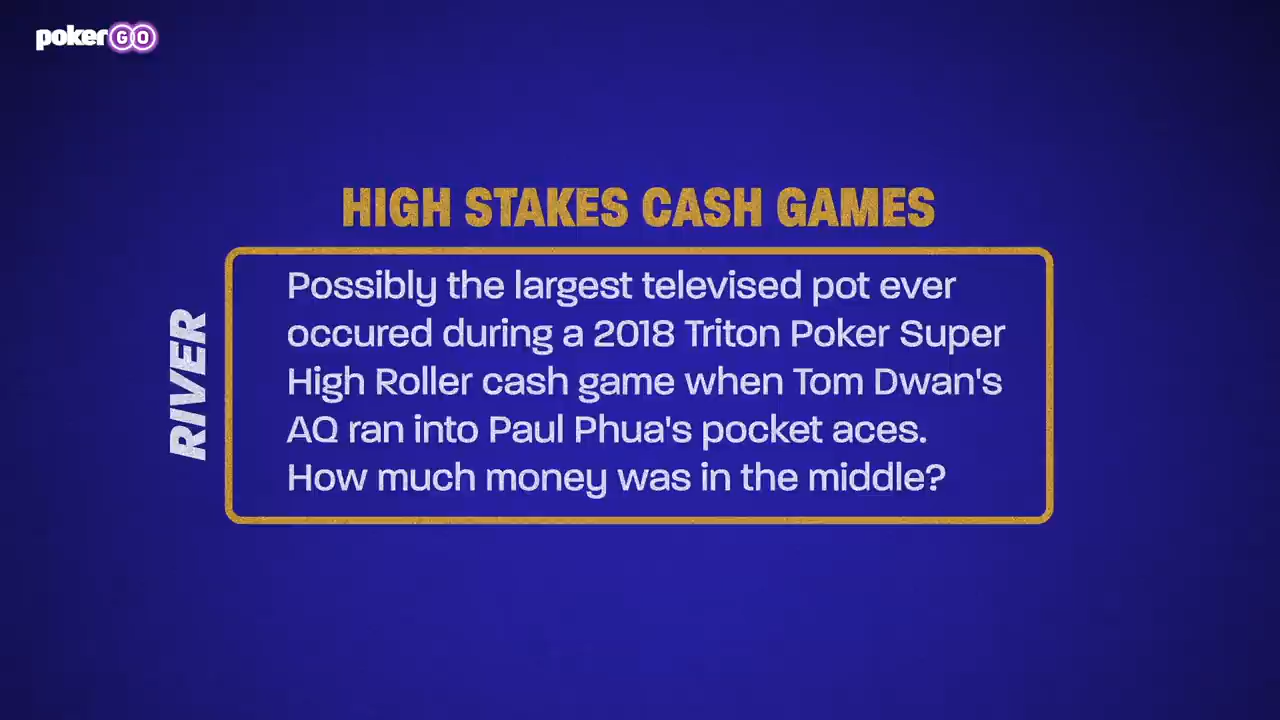 pokerGO
HIGH STAKES CASH GAMES
RIVER
Possibly the largest televised pot ever
occured during a 2018 Triton Poker Super
High Roller cash game when Tom Dwan's
AQ ran into Paul Phua's pocket aces.
How much money was in the middle?